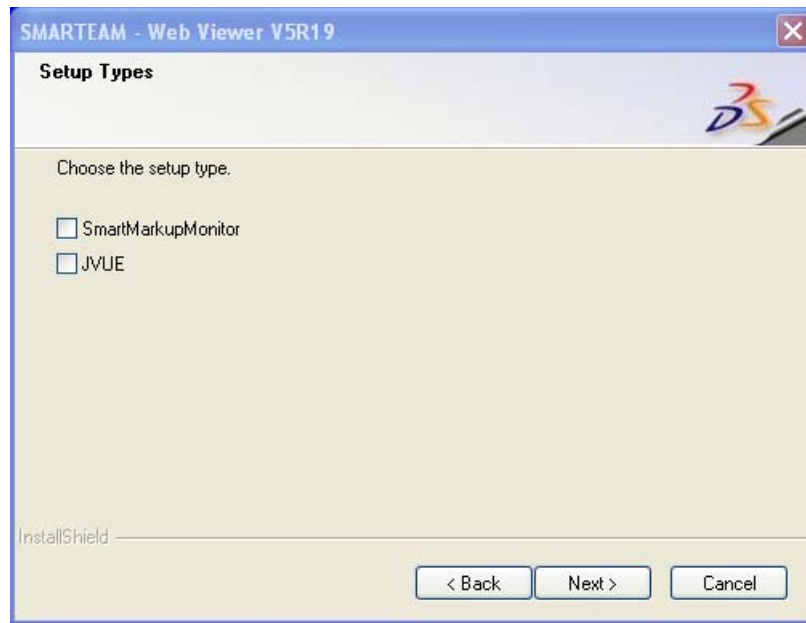 SMARTEAM - Web Viewer V5R19
Setup Types
Choose the setup type.
SmartMarkupMonitor
JVUE
InstallShield
< Back
Next >
Cancel